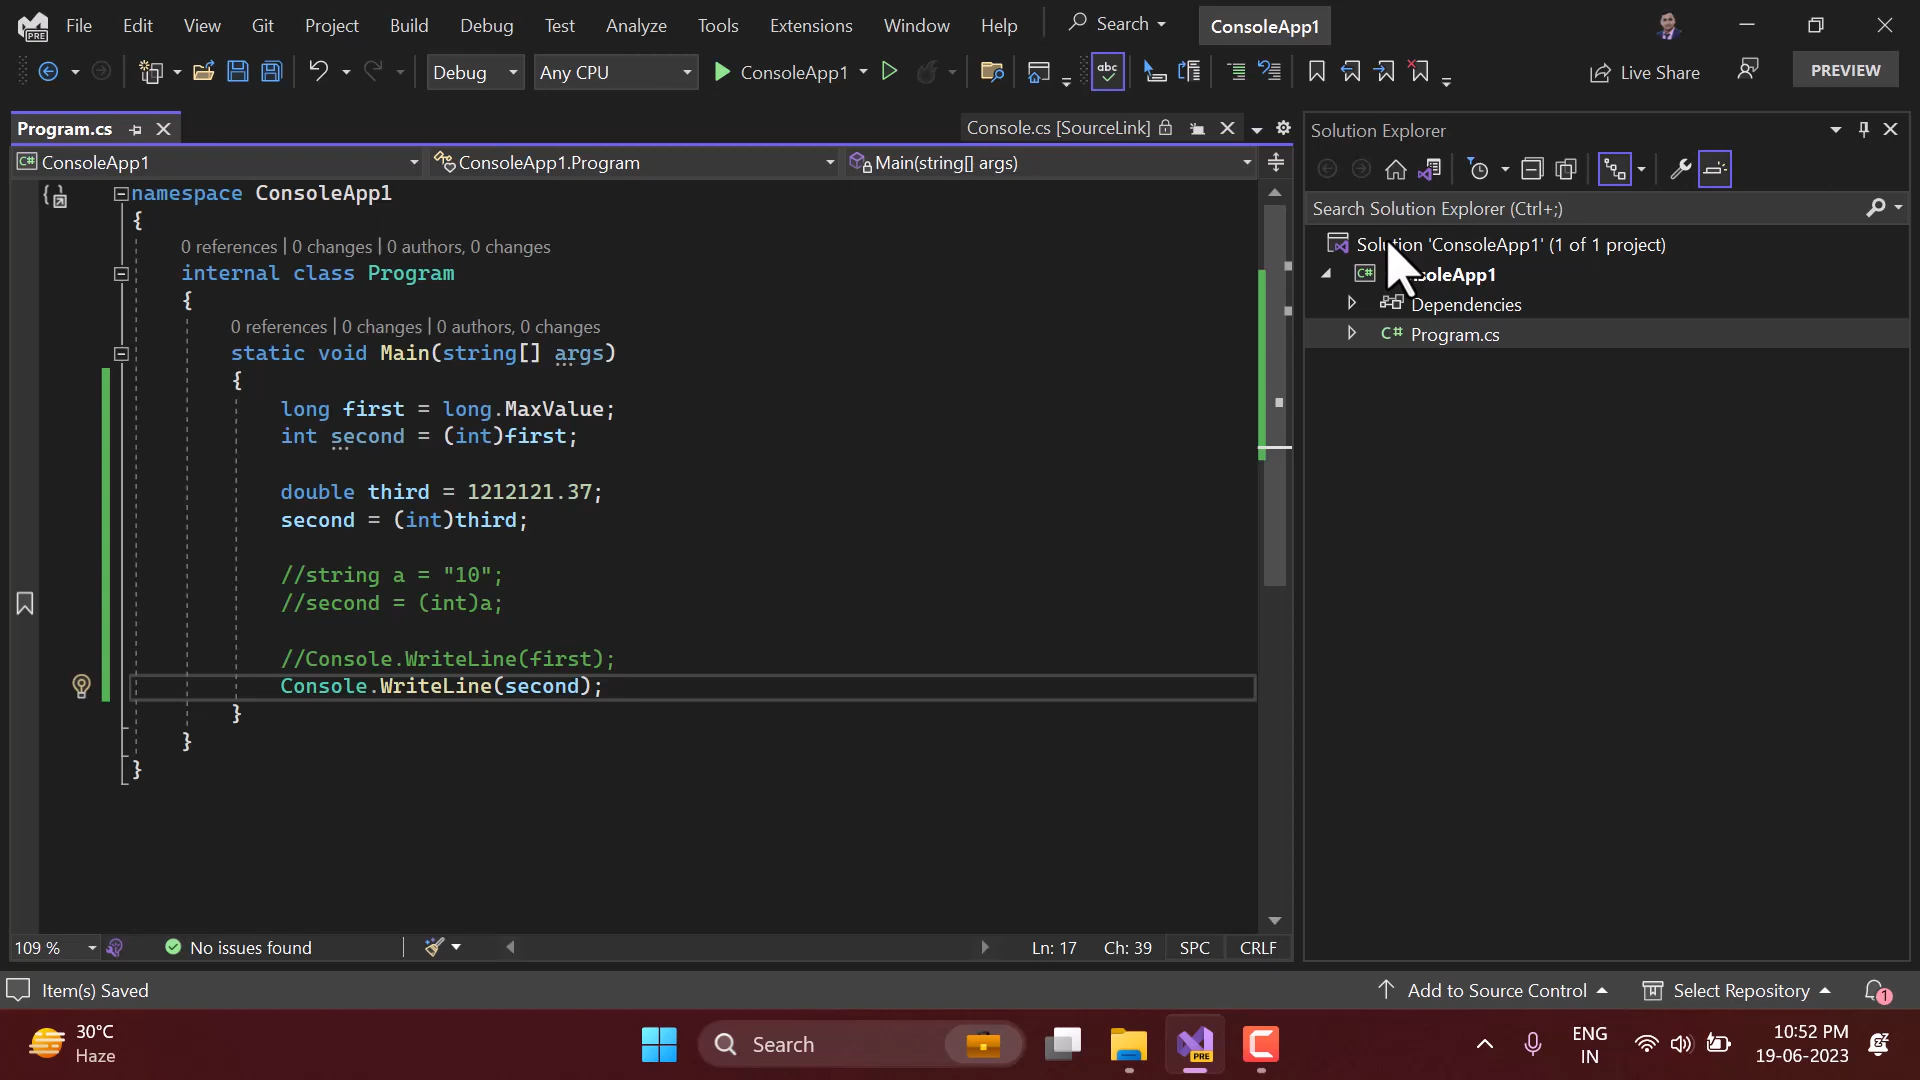 File Edit View Git Project Build Debug Test Analyze Tools Extensions Window Help Search ConsoleApp1
PRE
Debug Any CPU ConsoleApp1 abc Live Share PREVIEW
Program.cs Console.cs [SourceLink]
C# ConsoleApp1 ConsoleApp1.Program Main(string[] args)
namespace ConsoleApp1
{
0 references | 0 changes | 0 authors, 0 changes
internal class Program
{
0 references | 0 changes | 0 authors, 0 changes
static void Main(string[] args)
{
long first = long.MaxValue;
int second = (int)first;
double third = 1212121.37;
second = (int)third;
//string a = "10";
//second = (int)a;
//Console.WriteLine(first);
Console.WriteLine(second);
}
}
}
109 % No issues found Ln: 17 Ch: 39 SPC CRLF
Solution Explorer
Search Solution Explorer (Ctrl+;)
Solution 'ConsoleApp1' (1 of 1 project)
C# soleApp1
Dependencies
C# Program.cs
Item(s) Saved Add to Source Control Select Repository 1
30°C
Haze
Search
PRE
ENG
IN
10:52 PM
19-06-2023